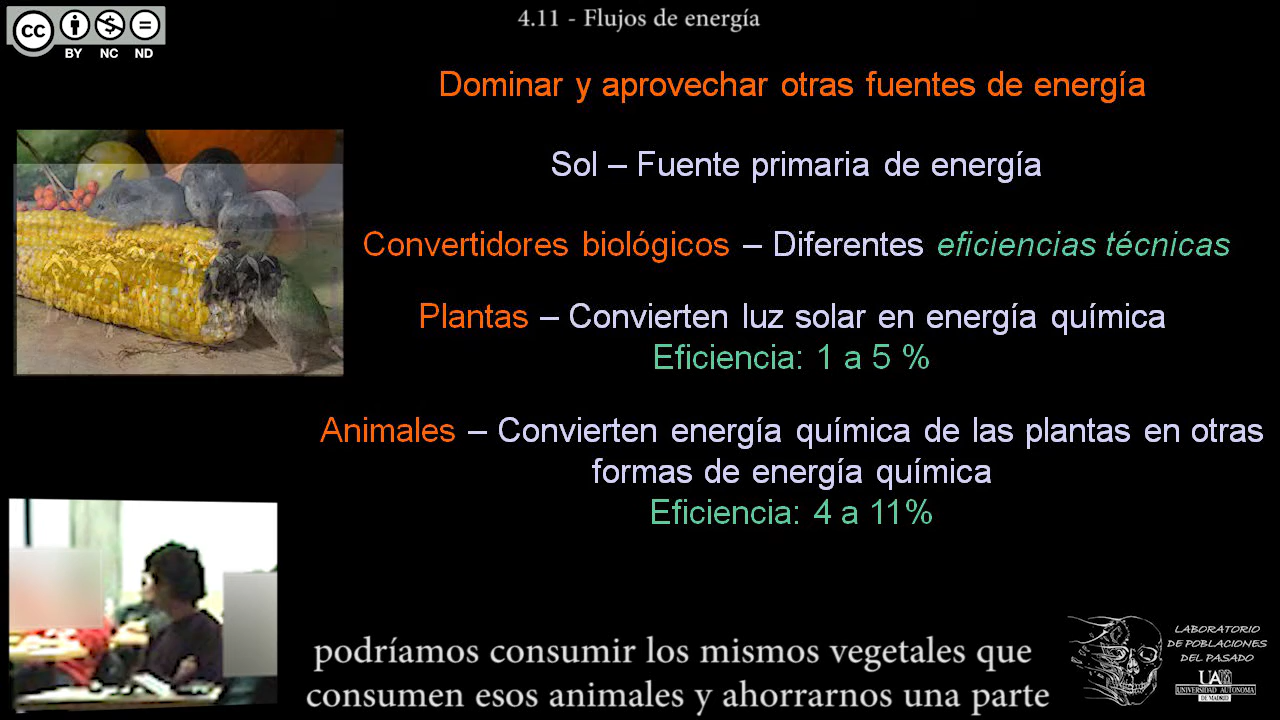 4.11 - Flujos de energía
cc
BY NC ND
Dominar y aprovechar otras fuentes de energía
Sol – Fuente primaria de energía
Convertidores biológicos – Diferentes eficiencias técnicas
Plantas – Convierten luz solar en energía química
Eficiencia: 1 a 5 %
Animales – Convierten energía química de las plantas en otras
formas de energía química
Eficiencia: 4 a 11%
podríamos consumir los mismos vegetales que
consumen esos animales y ahorrarnos una parte
LABORATORIO
DE POBLACIONES
DEL PASADO
UAM
UNIVERSIDAD AUTONOMA
DE MADRID